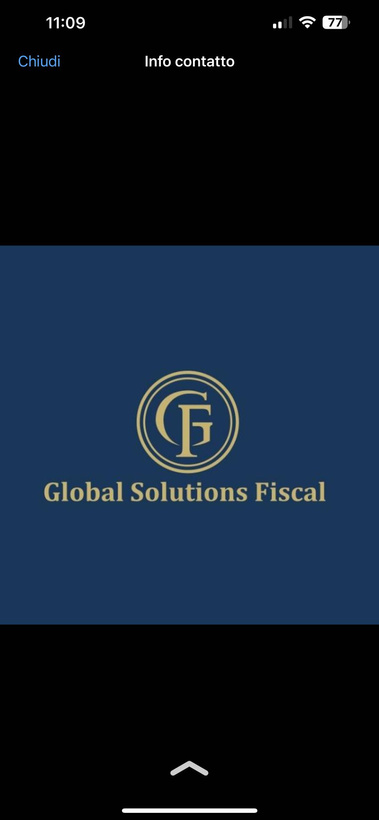 11:09
77
Chiudi
Info contatto
GF
Global Solutions Fiscal